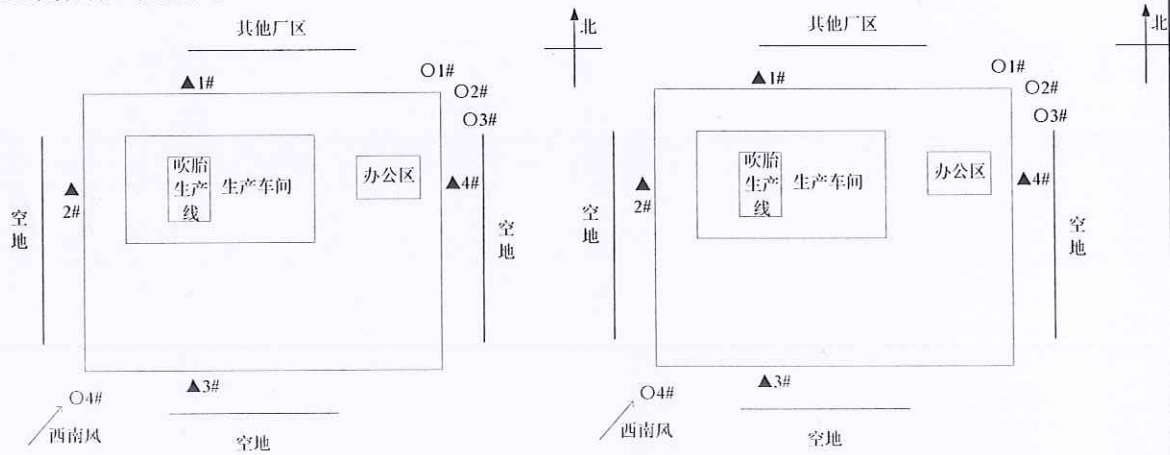 其他厂区
北
▲1#
O1#
O2#
O3#
吹胎
生产
线
生产车间
办公区
▲4#
▲
2#
空
地
空
地
▲3#
O4#
西南风
空地
其他厂区
北
▲1#
O1#
O2#
O3#
吹胎
生产
线
生产车间
办公区
▲4#
▲
2#
空
地
空
地
▲3#
O4#
西南风
空地